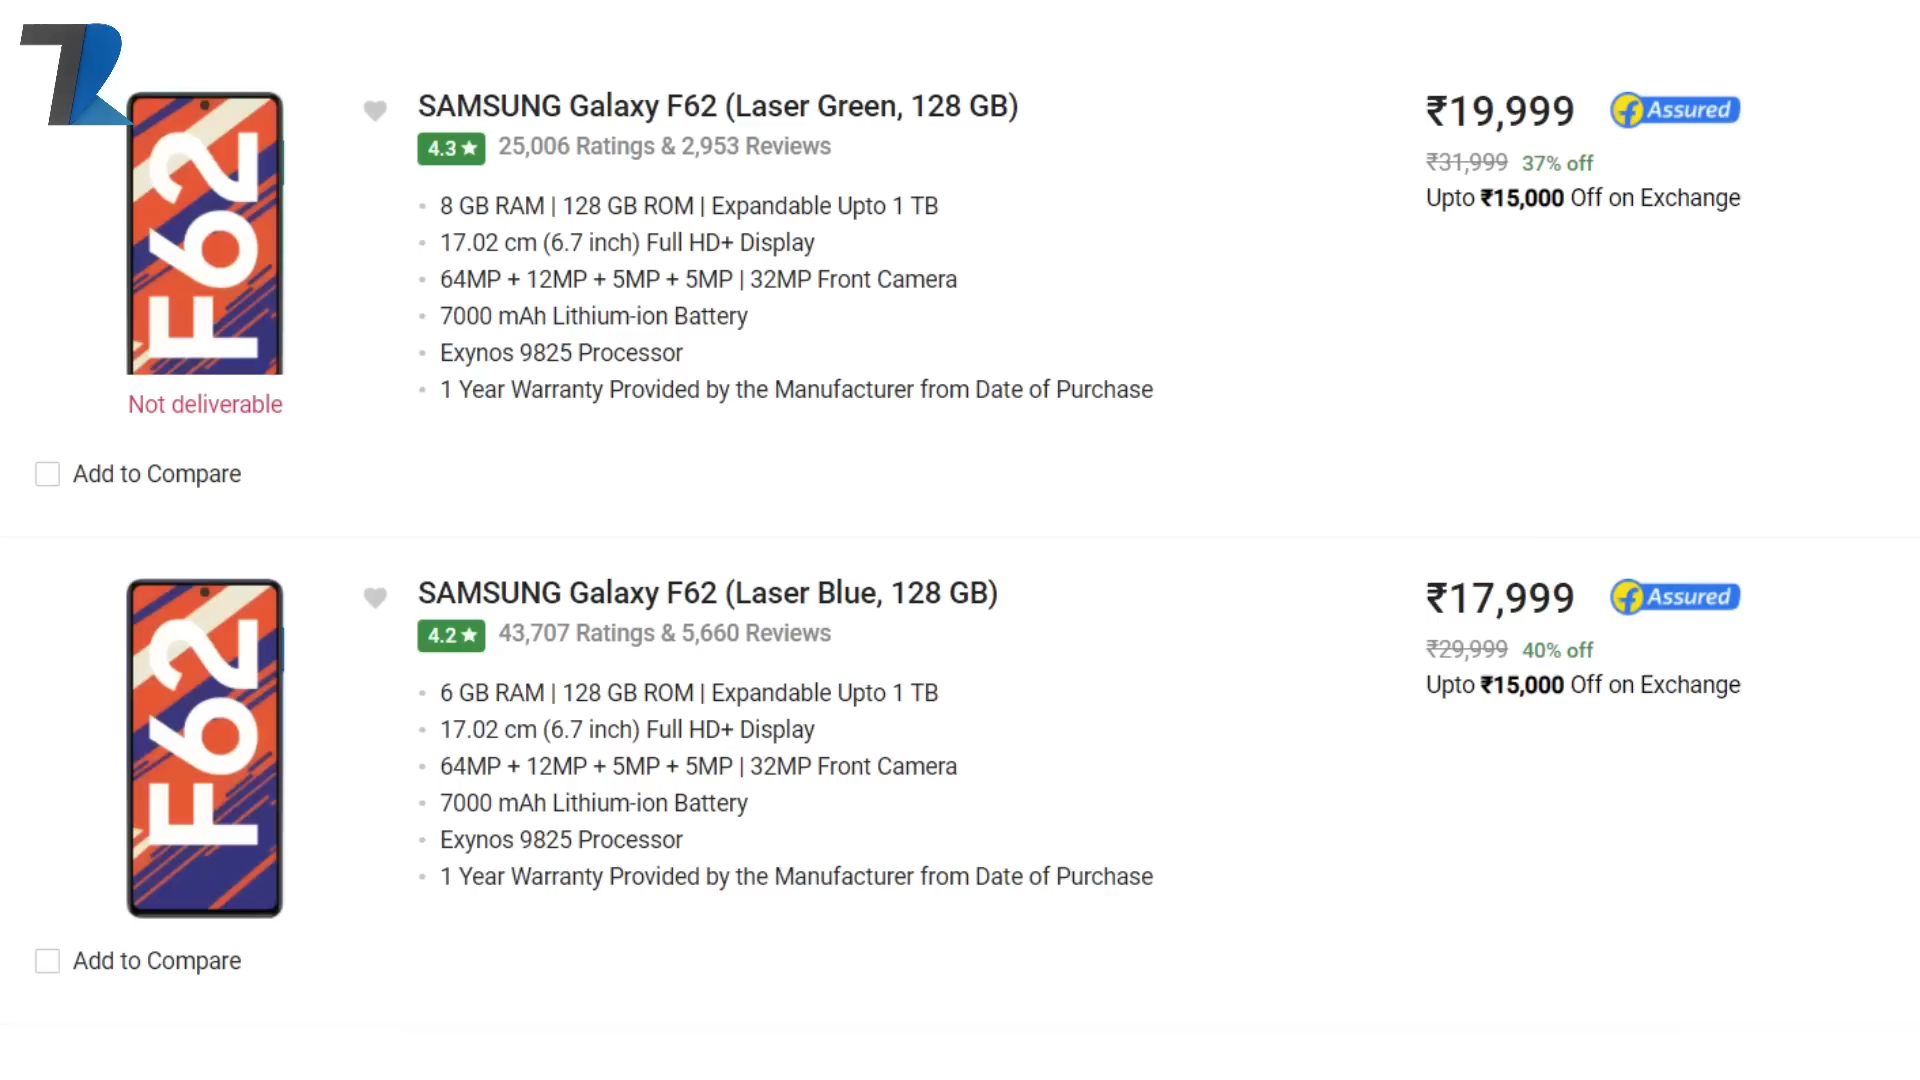 F62
SAMSUNG Galaxy F62 (Laser Green, 128 GB)
4.3★ 25,006 Ratings & 2,953 Reviews
8 GB RAM | 128 GB ROM | Expandable Upto 1 TB
17.02 cm (6.7 inch) Full HD+ Display
64MP + 12MP + 5MP + 5MP | 32MP Front Camera
7000 mAh Lithium-ion Battery
Exynos 9825 Processor
1 Year Warranty Provided by the Manufacturer from Date of Purchase
₹19,999 Assured
₹31,999 37% off
Upto ₹15,000 Off on Exchange
Not deliverable
Add to Compare
F62
SAMSUNG Galaxy F62 (Laser Blue, 128 GB)
4.2★ 43,707 Ratings & 5,660 Reviews
6 GB RAM | 128 GB ROM | Expandable Upto 1 TB
17.02 cm (6.7 inch) Full HD+ Display
64MP + 12MP + 5MP + 5MP | 32MP Front Camera
7000 mAh Lithium-ion Battery
Exynos 9825 Processor
1 Year Warranty Provided by the Manufacturer from Date of Purchase
₹17,999 Assured
₹29,999 40% off
Upto ₹15,000 Off on Exchange
Add to Compare